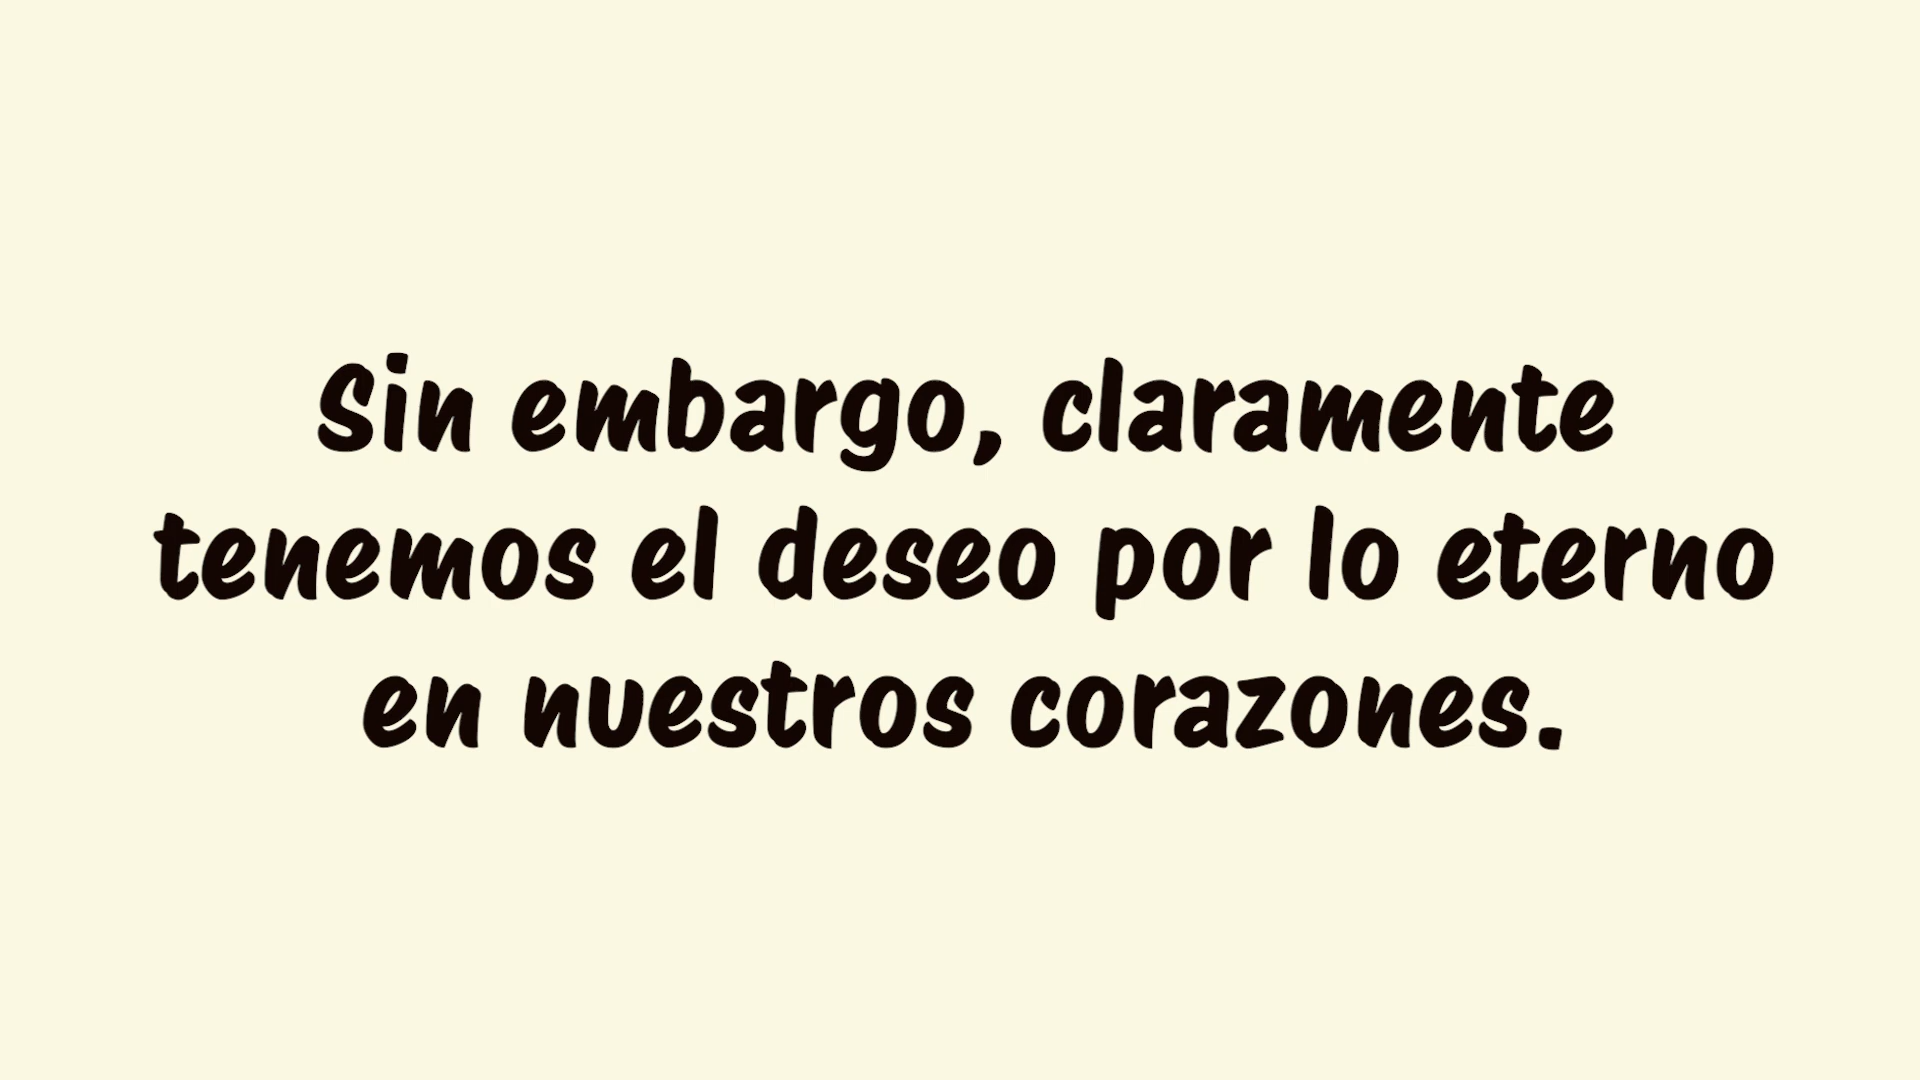 Sin embargo, claramente
tenemos el deseo por lo eterno
en nuestros corazones.